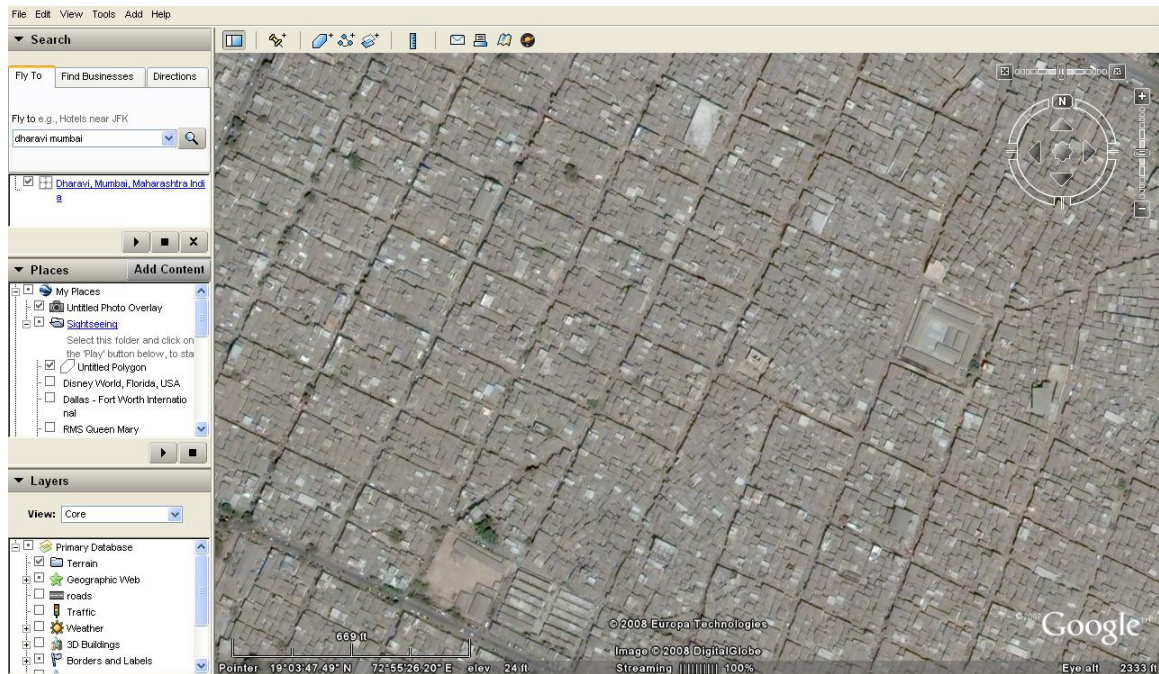 File Edit View Tools Add Help
Search
Fly To Find Businesses Directions
Fly to e.g., Hotels near JFK
dharavi mumbai
Dharavi, Mumbai, Maharashtra Indi
a
Places Add Content
My Places
Untitled Photo Overlay
Sightseeing
Select this folder and click on
the 'Play' button below, to sta
Untitled Polygon
Disney World, Florida, USA
Dallas - Fort Worth Internatio
nal
RMS Queen Mary
Layers
View: Core
Primary Database
Terrain
Geographic Web
roads
Traffic
Weather
3D Buildings
Borders and Labels
N
669 ft
© 2008 Europa Technologies
Image © 2008 DigitalGlobe
Google
Pointer 19°03'47.49" N 72°55'26.20" E elev 24 ft Streaming 100% Eye alt 2333 ft